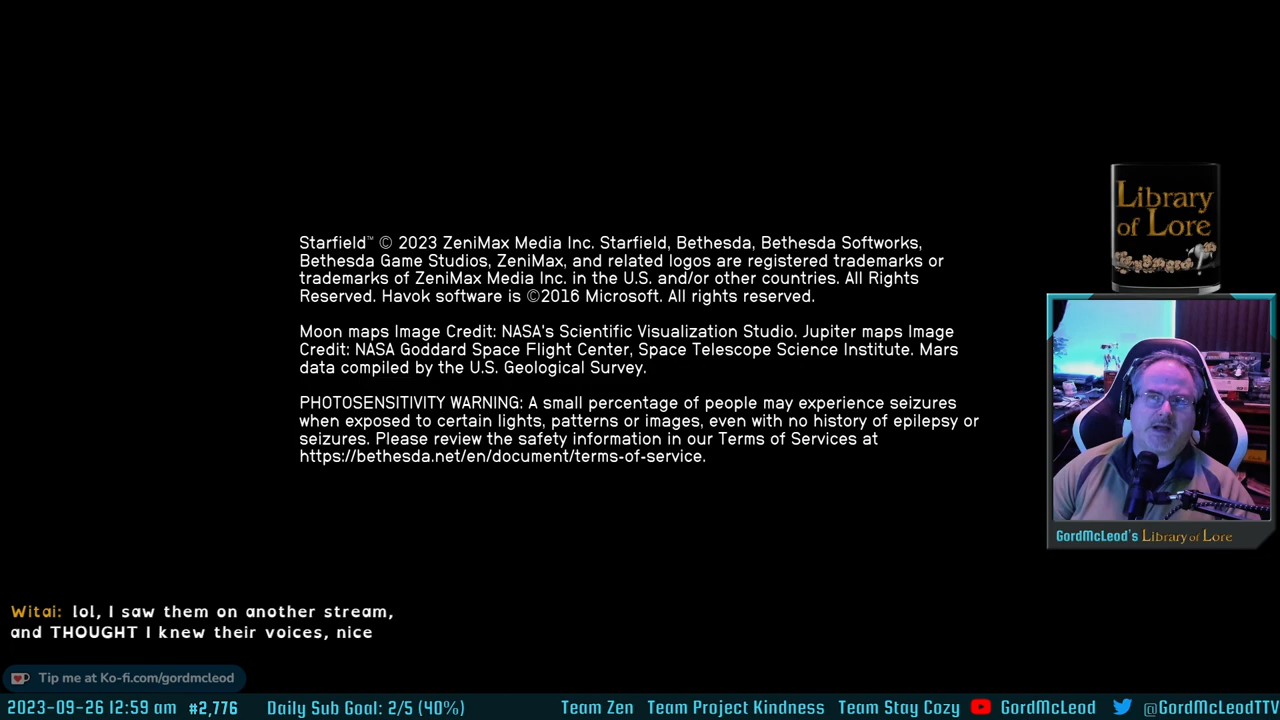 Library
of Lore
Starfield™ © 2023 ZeniMax Media Inc. Starfield, Bethesda, Bethesda Softworks,
Bethesda Game Studios, ZeniMax, and related logos are registered trademarks or
trademarks of ZeniMax Media Inc. in the U.S. and/or other countries. All Rights
Reserved. Havok software is ©2016 Microsoft. All rights reserved.
Moon maps Image Credit: NASA's Scientific Visualization Studio. Jupiter maps Image
Credit: NASA Goddard Space Flight Center, Space Telescope Science Institute. Mars
data compiled by the U.S. Geological Survey.
PHOTOSENSITIVITY WARNING: A small percentage of people may experience seizures
when exposed to certain lights, patterns or images, even with no history of epilepsy or
seizures. Please review the safety information in our Terms of Services at
https://bethesda.net/en/document/terms-of-service.
GordMcLeod's Library of Lore
Witai: lol, I saw them on another stream,
and THOUGHT I knew their voices, nice
Tip me at Ko-fi.com/gordmcleod
2023-09-26 12:59 am #2,776 Daily Sub Goal: 2/5 (40%) Team Zen Team Project Kindness Team Stay Cozy GordMcLeod @GordMcLeodTTV